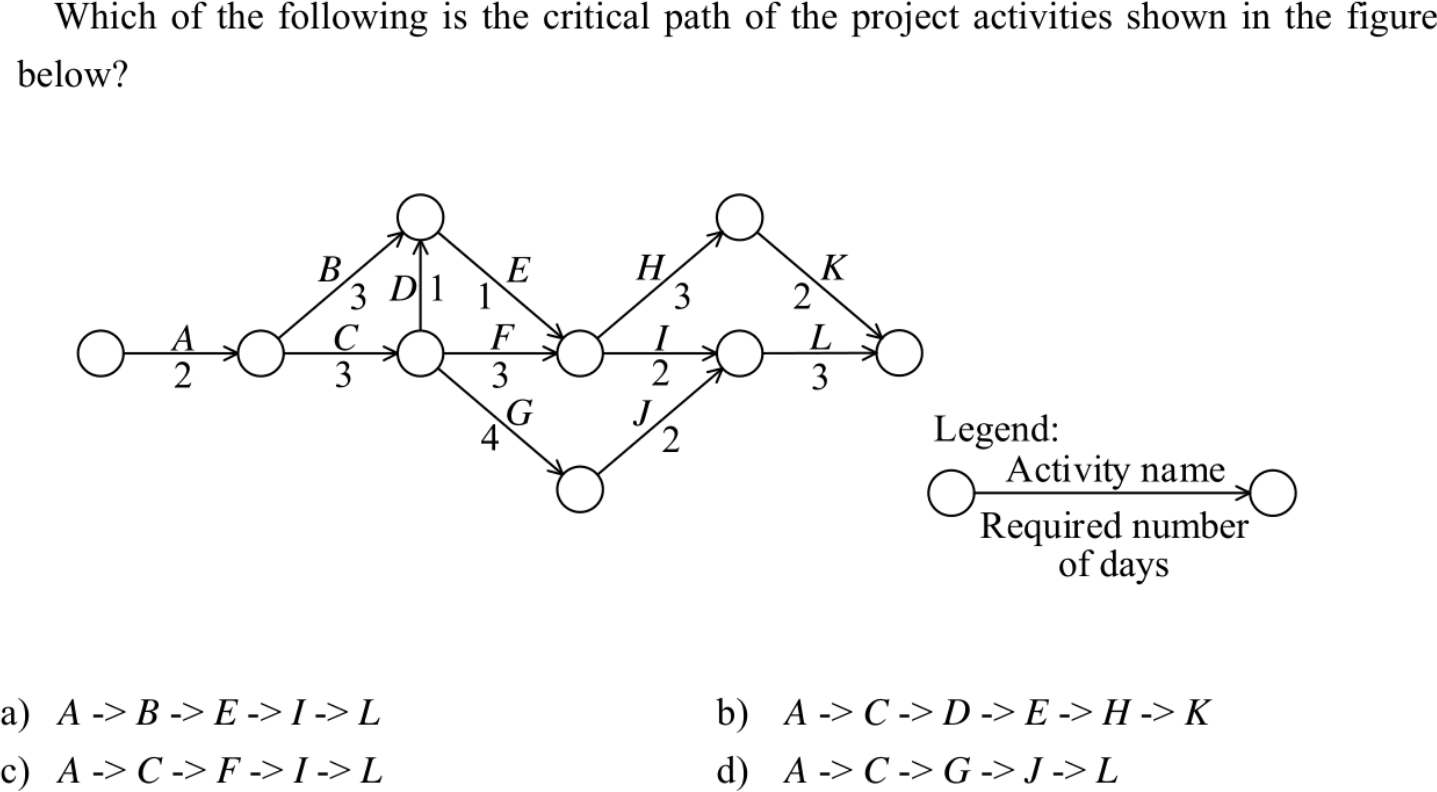 Which of the following is the critical path of the project activities shown in the figure
below?
B
3
D
1
E
1
H
3
K
2
A
2
C
3
F
3
I
2
L
3
G
4
J
2
Legend:
Activity name
Required number
of days
a) A -> B -> E -> I -> L
b) A -> C -> D -> E -> H -> K
c) A -> C -> F -> I -> L
d) A -> C -> G -> J -> L